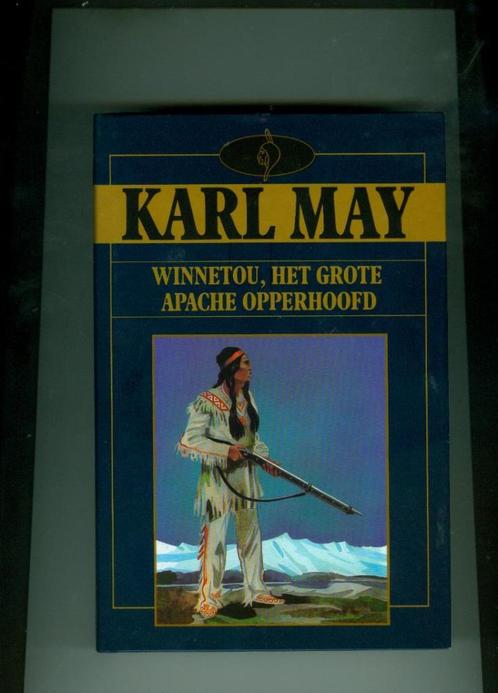 KARL MAY
WINNETOU, HET GROTE
APACHE OPPERHOOFD